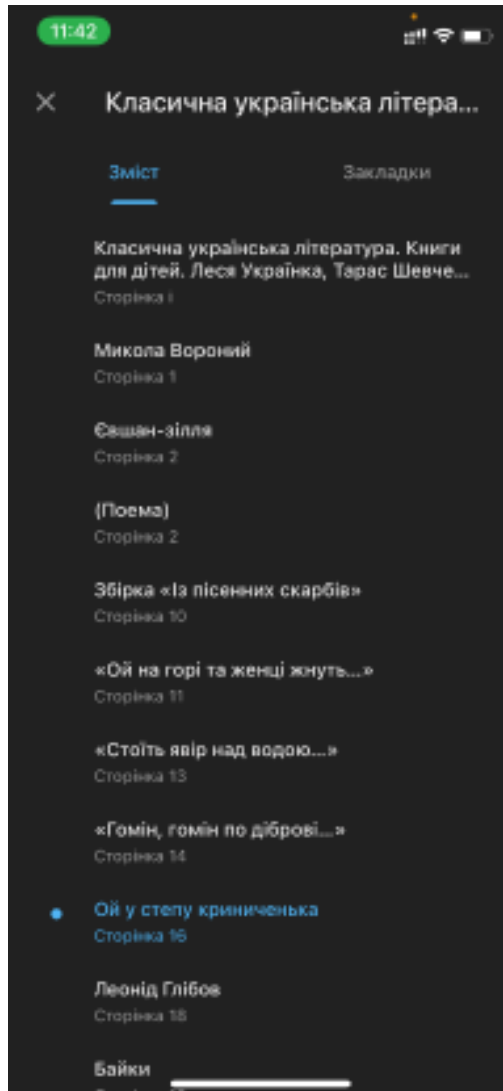 11:42
Класична українська літера...
Зміст
Закладки
Класична українська література. Книги
для дітей. Леся Українка, Тарас Шевче...
Сторінка i
Микола Вороний
Сторінка 1
Євшан-зілля
Сторінка 2
(Поема)
Сторінка 2
Збірка «Із пісенних скарбів»
Сторінка 10
«Ой на горі та женці жнуть...»
Сторінка 11
«Стоїть явір над водою...»
Сторінка 13
«Гомін, гомін по діброві...»
Сторінка 14
Ой у степу криниченька
Сторінка 16
Леонід Глібов
Сторінка 18
Байки